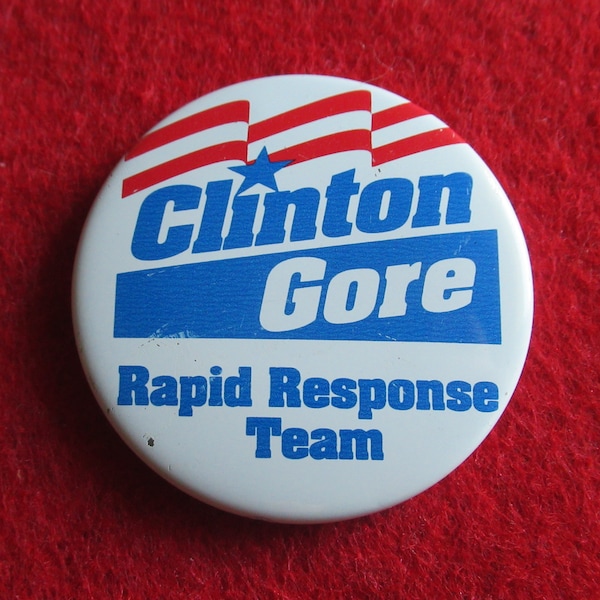 Clinton
Gore
Rapid Response
Team